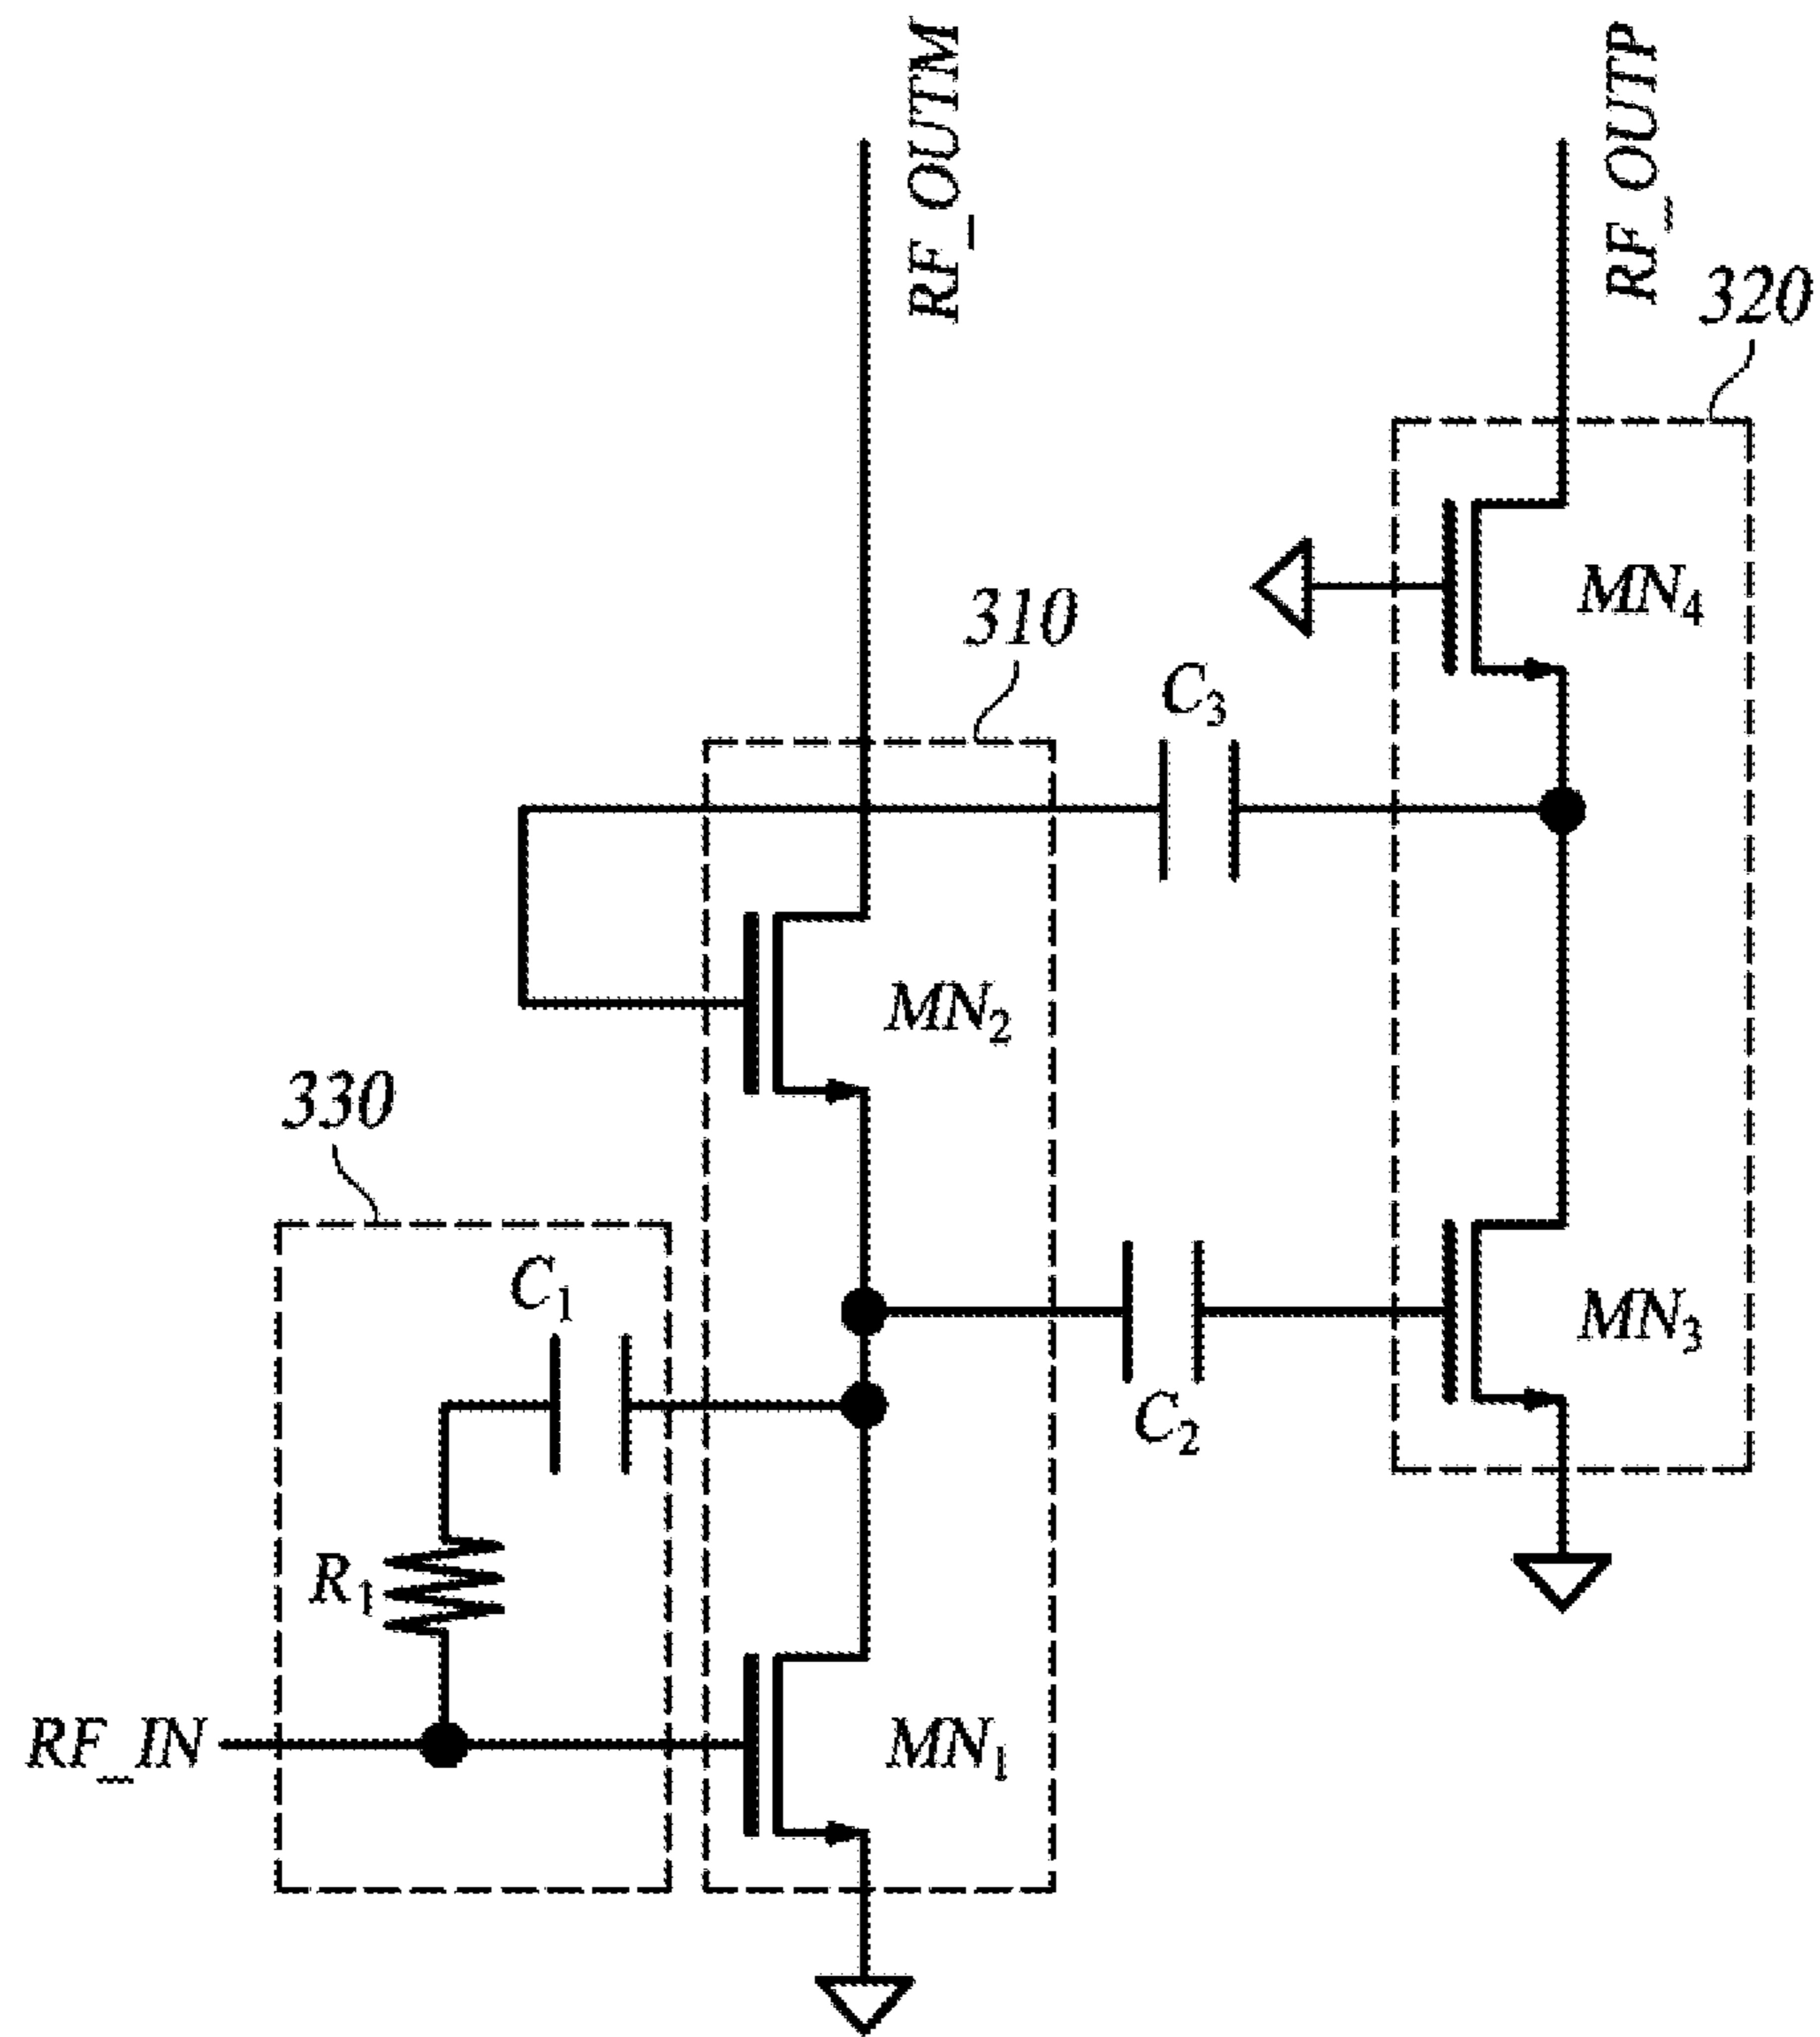 RF_OUTM
RF_OUTP
320
310
MN₄
C₃
MN₂
330
C₁
MN₃
C₂
R₁
RF_IN
MN₁